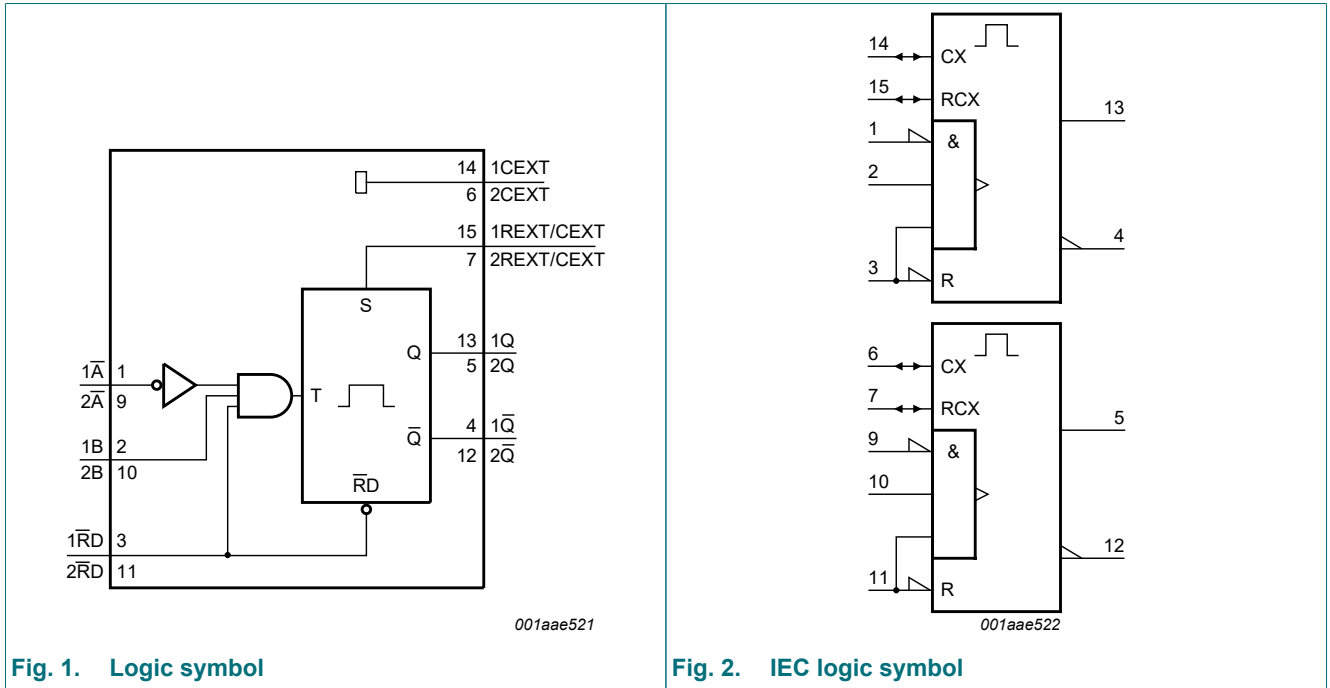 14 1CEXT
6 2CEXT
15 1REXT/CEXT
7 2REXT/CEXT
S
Q
13 1Q
5 2Q
1A̅ 1
2A̅ 9
T
Q̅
4 1Q̅
12 2Q̅
1B 2
2B 10
R̅D̅
1R̅D̅ 3
2R̅D̅ 11
001aae521
Fig. 1. Logic symbol
14 CX
15 RCX
13
1 &
2
4
3 R
6 CX
7 RCX
5
9 &
10
12
11 R
001aae522
Fig. 2. IEC logic symbol